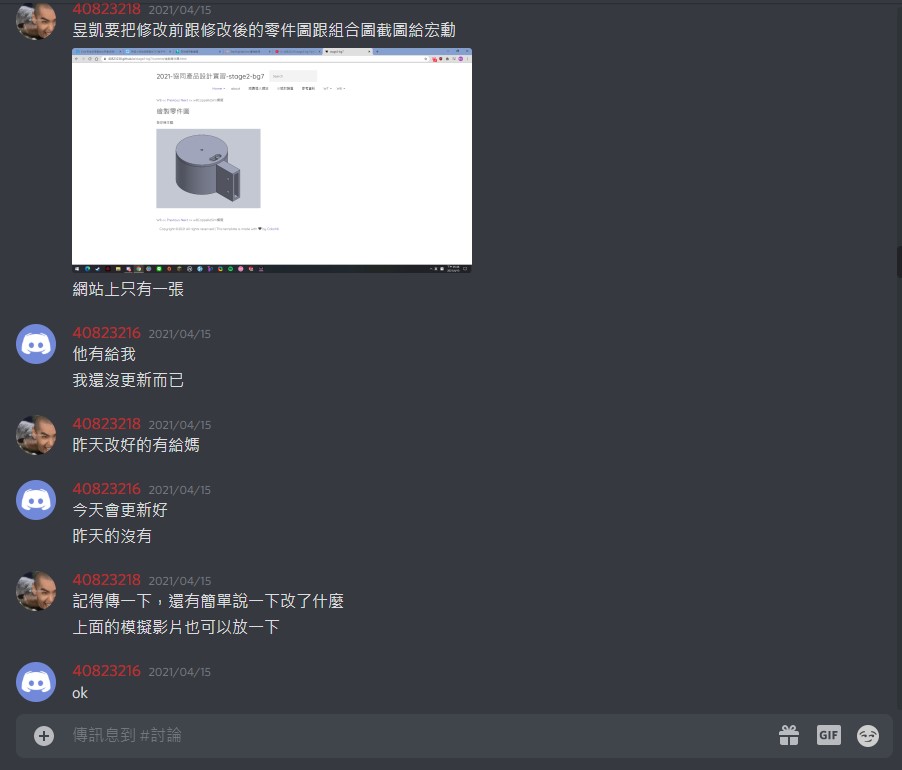 40823218 2021/04/15
昱凱要把修改前跟修改後的零件圖跟組合圖截圖給宏勳
2021-協同產品設計實習-stage2-bg7
繪製零件圖
網站上只有一張
40823216 2021/04/15
他有給我
我還沒更新而已
40823218 2021/04/15
昨天改好的有給媽
40823216 2021/04/15
今天會更新好
昨天的沒有
40823218 2021/04/15
記得傳一下，還有簡單說一下改了什麼
上面的模擬影片也可以放一下
40823216 2021/04/15
ok
傳訊息到 #討論
GIF